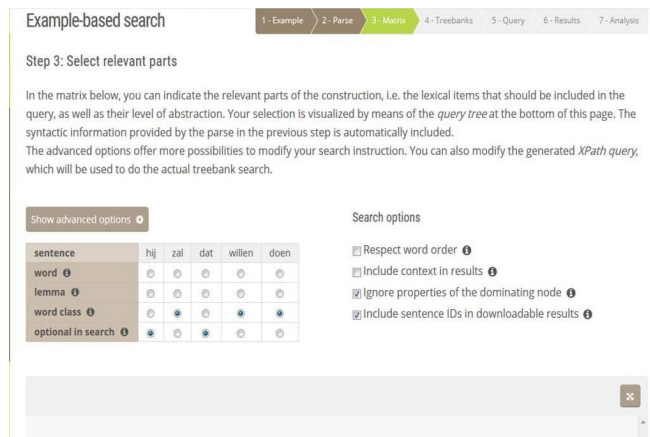 Example-based search
1 - Example 2 - Parse 3 - Matrix 4 - Treebanks 5 - Query 6 - Results 7 - Analysis
Step 3: Select relevant parts
In the matrix below, you can indicate the relevant parts of the construction, i.e. the lexical items that should be included in the
query, as well as their level of abstraction. Your selection is visualized by means of the query tree at the bottom of this page. The
syntactic information provided by the parse in the previous step is automatically included.
The advanced options offer more possibilities to modify your search instruction. You can also modify the generated XPath query,
which will be used to do the actual treebank search.
Show advanced options
Search options
sentence hij zal dat willen doen
word
lemma
word class
optional in search
Respect word order
Include context in results
Ignore properties of the dominating node
Include sentence IDs in downloadable results